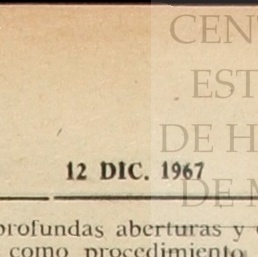 CEN
EST
DE H
12 DIC. 1967
DE M
profundas aberturas y
como procedimiento